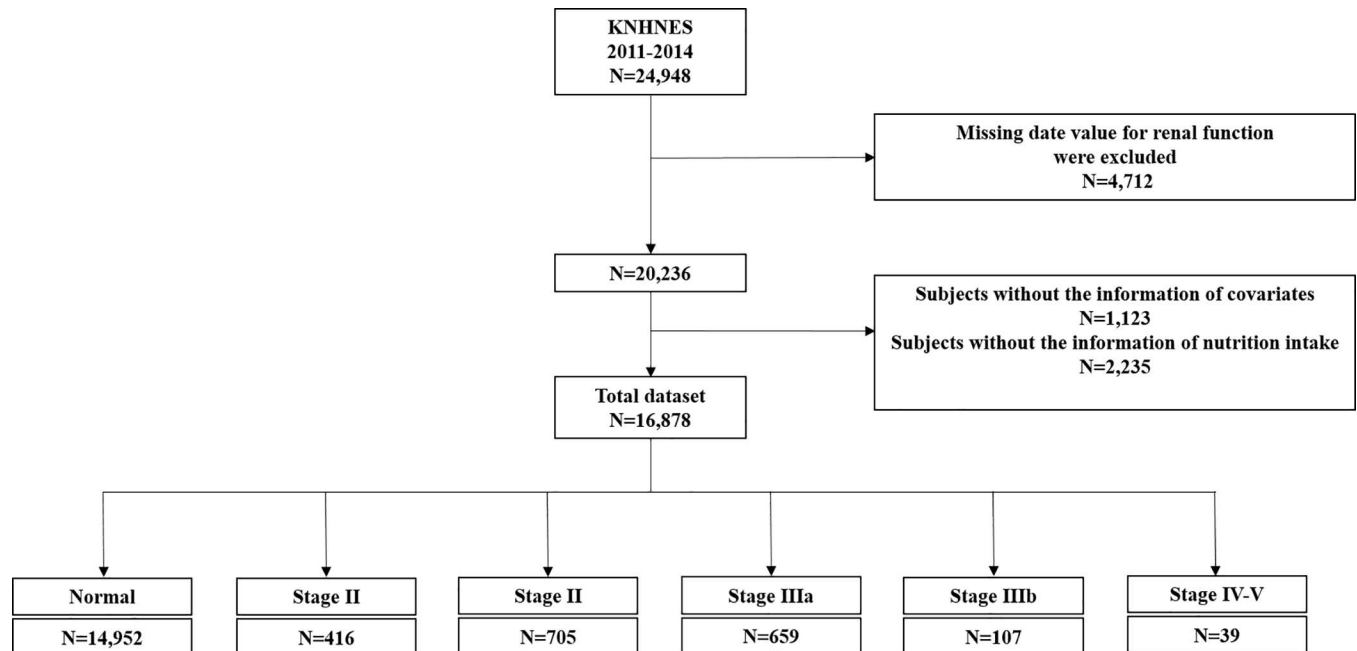 KNHNES
2011-2014
N=24,948
Missing date value for renal function
were excluded
N=4,712
N=20,236
Subjects without the information of covariates
N=1,123
Subjects without the information of nutrition intake
N=2,235
Total dataset
N=16,878
Normal
Stage II
Stage II
Stage IIIa
Stage IIIb
Stage IV-V
N=14,952
N=416
N=705
N=659
N=107
N=39